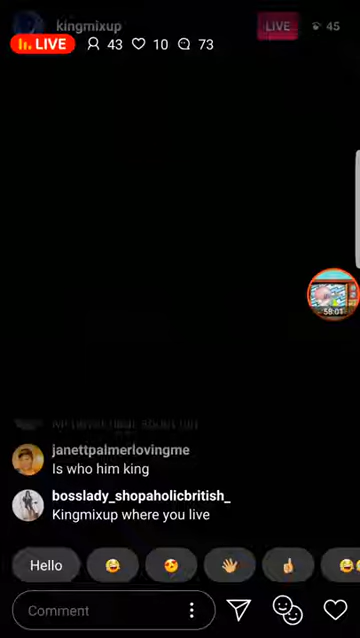 kingmixup
LIVE
45
LIVE 43 10 73
58:01
janettpalmerlovingme
Is who him king
bosslady_shopaholicbritish_
Kingmixup where you live
Hello
Comment